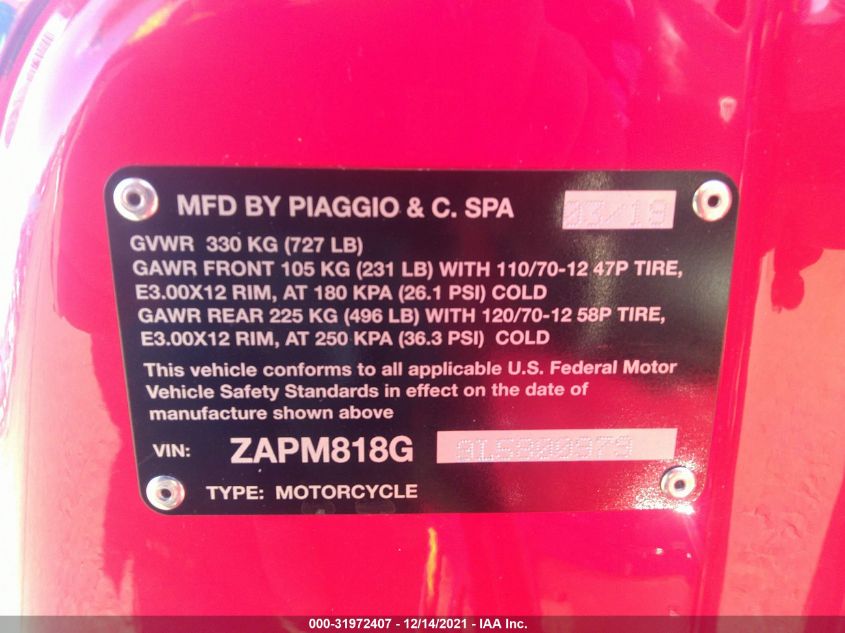 MFD BY PIAGGIO & C. SPA
GVWR 330 KG (727 LB)
GAWR FRONT 105 KG (231 LB) WITH 110/70-12 47P TIRE,
E3.00X12 RIM, AT 180 KPA (26.1 PSI) COLD
GAWR REAR 225 KG (496 LB) WITH 120/70-12 58P TIRE,
E3.00X12 RIM, AT 250 KPA (36.3 PSI) COLD
This vehicle conforms to all applicable U.S. Federal Motor
Vehicle Safety Standards in effect on the date of
manufacture shown above
VIN: ZAPM818G
TYPE: MOTORCYCLE
000-31972407 - 12/14/2021 - IAA Inc.